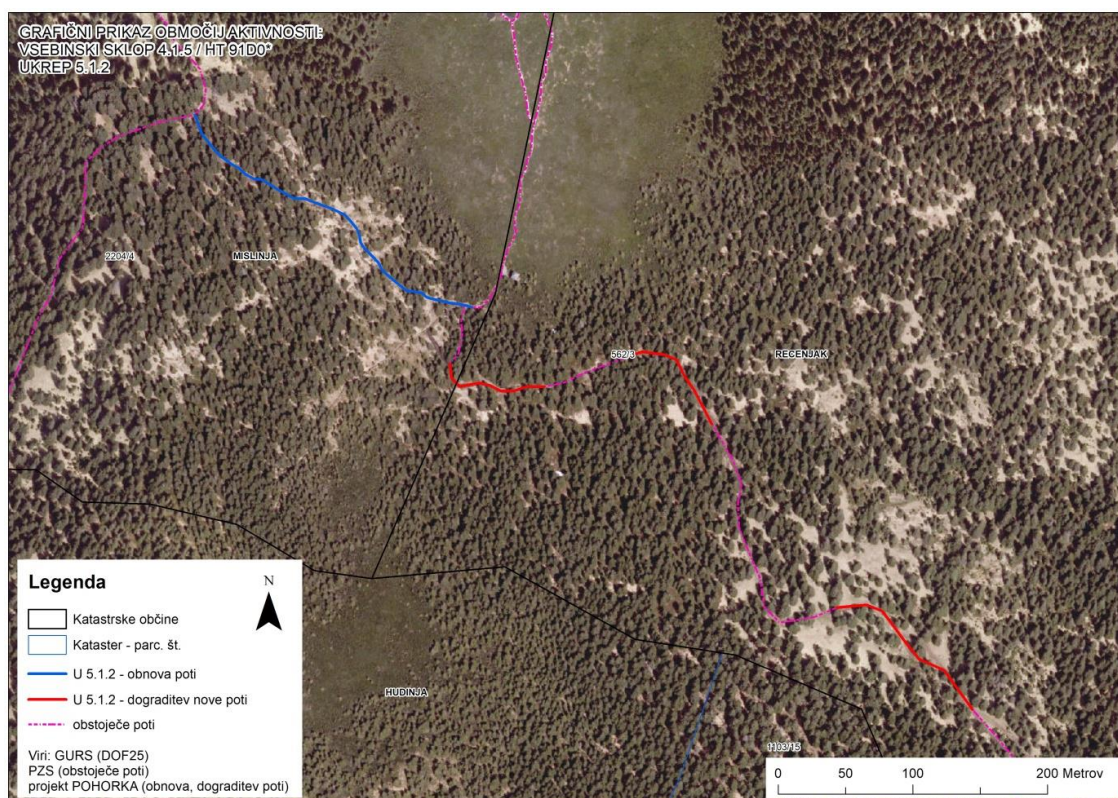 GRAFIČNI PRIKAZ OBMOČIJ AKTIVNOSTI:
VSEBINSKI SKLOP 4.1.5 / HT 91D0*
UKREP 5.1.2
2204/4
MISLINJA
562/3
RECENJAK
HUDINJA
1103/15
Legenda
N
Katastrske občine
Kataster - parc. št.
U 5.1.2 - obnova poti
U 5.1.2 - dograditev nove poti
obstoječe poti
Viri: GURS (DOF25)
PZS (obstoječe poti)
projekt POHORKA (obnova, dograditev poti)
0 50 100 200 Metrov